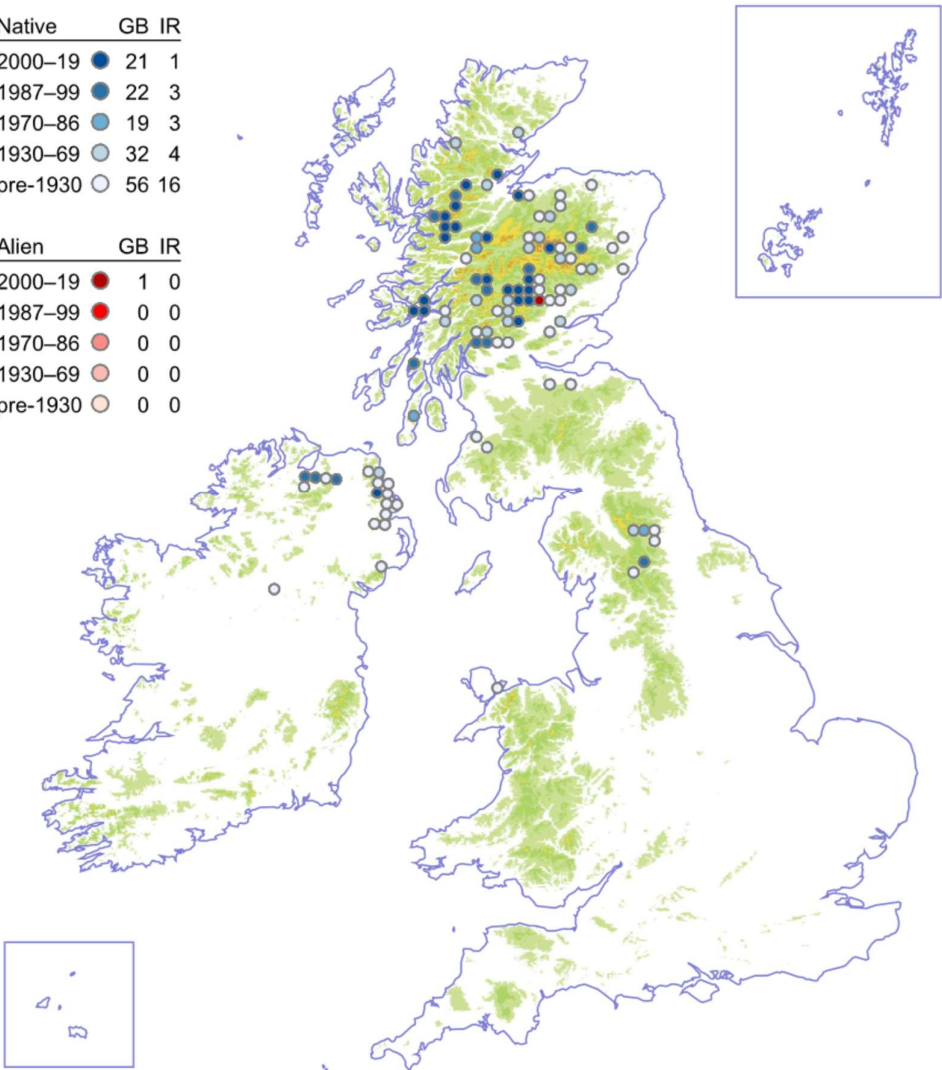 Native GB IR
2000–19 21 1
1987–99 22 3
1970–86 19 3
1930–69 32 4
pre-1930 56 16
Alien GB IR
2000–19 1 0
1987–99 0 0
1970–86 0 0
1930–69 0 0
pre-1930 0 0